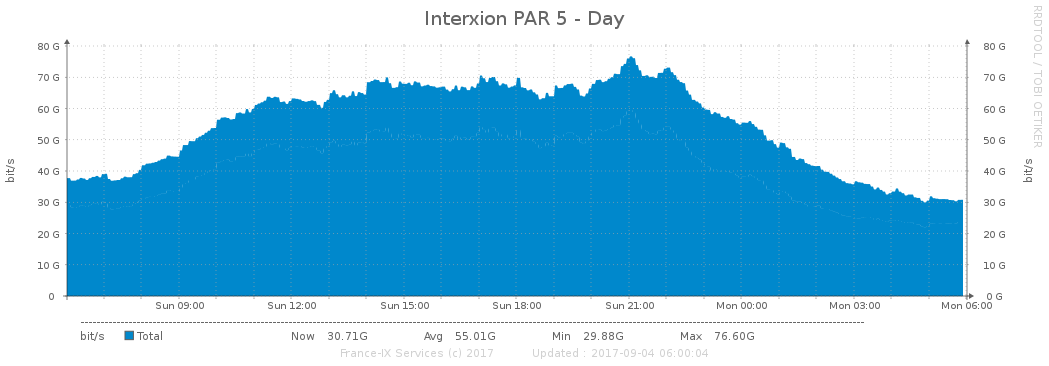 Interxion PAR 5 - Day
RRDTOOL / TOBI OETIKER
80 G 80 G
70 G 70 G
60 G 60 G
50 G 50 G
40 G 40 G
30 G 30 G
20 G 20 G
10 G 10 G
0 0 G
bit/s bit/s
Sun 09:00 Sun 12:00 Sun 15:00 Sun 18:00 Sun 21:00 Mon 00:00 Mon 03:00 Mon 06:00
bit/s Total Now 30.71G Avg 55.01G Min 29.88G Max 76.60G
France-IX Services (c) 2017 Updated : 2017-09-04 06:00:04